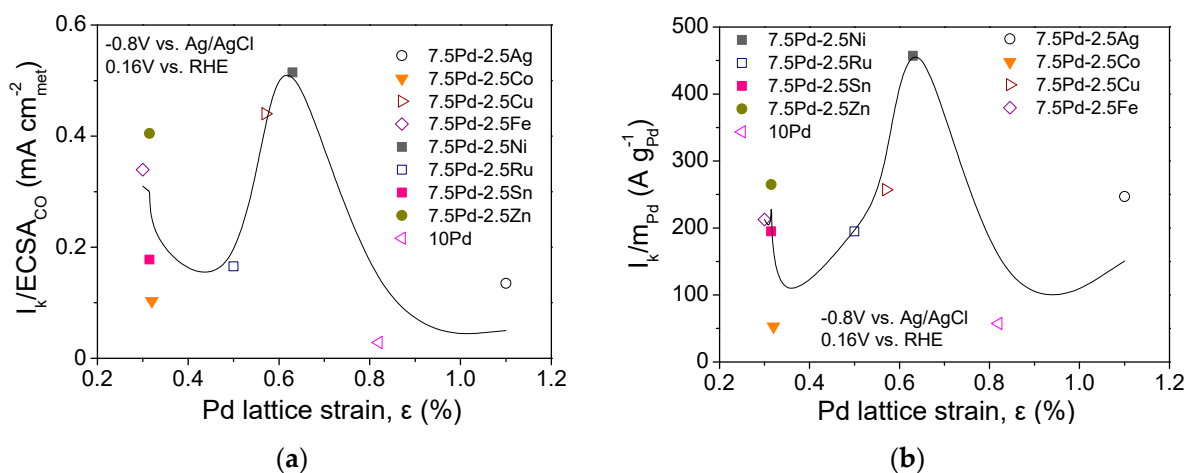 -0.8V vs. Ag/AgCl
0.16V vs. RHE
7.5Pd-2.5Ag
7.5Pd-2.5Co
7.5Pd-2.5Cu
7.5Pd-2.5Fe
7.5Pd-2.5Ni
7.5Pd-2.5Ru
7.5Pd-2.5Sn
7.5Pd-2.5Zn
10Pd
I_k/ECSA_CO (mA cm^-2_met)
0.6
0.4
0.2
0
0.2 0.4 0.6 0.8 1.0 1.2
Pd lattice strain, ε (%)
(a)
7.5Pd-2.5Ni
7.5Pd-2.5Ru
7.5Pd-2.5Sn
7.5Pd-2.5Zn
10Pd
7.5Pd-2.5Ag
7.5Pd-2.5Co
7.5Pd-2.5Cu
7.5Pd-2.5Fe
-0.8V vs. Ag/AgCl
0.16V vs. RHE
I_k/m_Pd (A g^-1_Pd)
500
400
300
200
100
0
0.2 0.4 0.6 0.8 1.0 1.2
Pd lattice strain, ε (%)
(b)